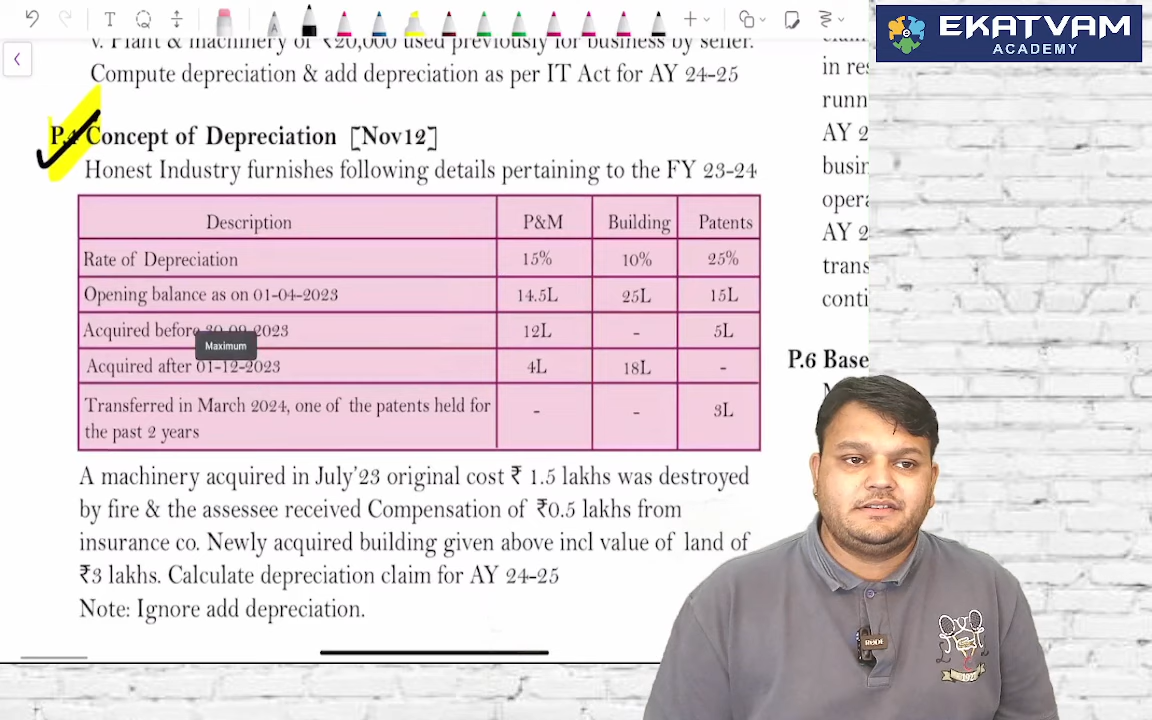 EKATVAM
ACADEMY
v. Plant & machinery of ₹20,000 used previously for business by seller.
Compute depreciation & add depreciation as per IT Act for AY 24-25
Concept of Depreciation [Nov12]
Honest Industry furnishes following details pertaining to the FY 23-24
Description P&M Building Patents
Rate of Depreciation 15% 10% 25%
Opening balance as on 01-04-2023 14.5L 25L 15L
Acquired before 30-09-2023 12L - 5L
Maximum
Acquired after 01-12-2023 4L 18L -
Transferred in March 2024, one of the patents held for - - 3L
the past 2 years
A machinery acquired in July'23 original cost ₹ 1.5 lakhs was destroyed
by fire & the assessee received Compensation of ₹0.5 lakhs from
insurance co. Newly acquired building given above incl value of land of
₹3 lakhs. Calculate depreciation claim for AY 24-25
Note: Ignore add depreciation.
in res
runn
AY 2
busin
opera
AY 2
trans
conti
P.6 Base
RØDE